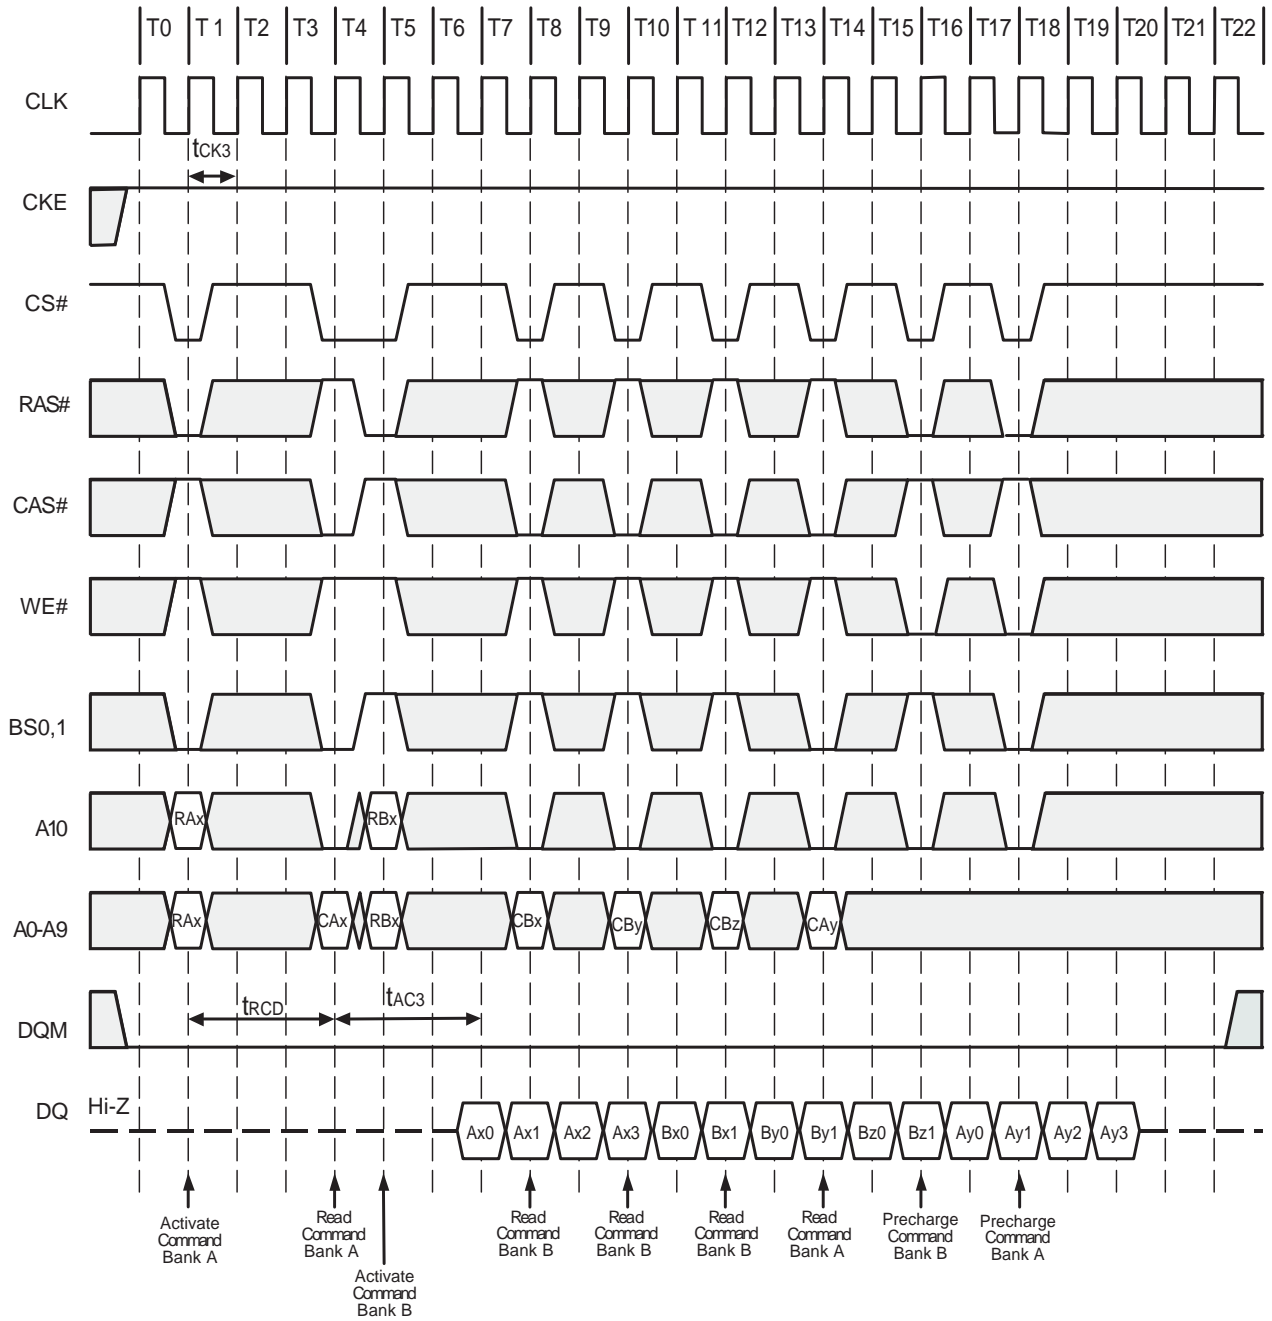 T0 T1 T2 T3 T4 T5 T6 T7 T8 T9 T10 T11 T12 T13 T14 T15 T16 T17 T18 T19 T20 T21 T22
CLK
tCK3
CKE
CS#
RAS#
CAS#
WE#
BS0,1
A10 RAx RBx
A0-A9 RAx CAx RBx CBx CBy CBz CAy
tRCD tAC3
DQM
DQ Hi-Z Ax0 Ax1 Ax2 Ax3 Bx0 Bx1 By0 By1 Bz0 Bz1 Ay0 Ay1 Ay2 Ay3
Activate
Command
Bank A
Read
Command
Bank A
Activate
Command
Bank B
Read
Command
Bank B
Read
Command
Bank B
Read
Command
Bank B
Read
Command
Bank A
Precharge
Command
Bank B
Precharge
Command
Bank A